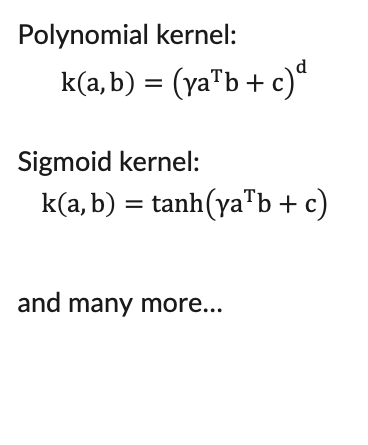 Polynomial kernel:
k(a, b) = (γaᵀb + c)ᵈ
Sigmoid kernel:
k(a, b) = tanh(γaᵀb + c)
and many more...